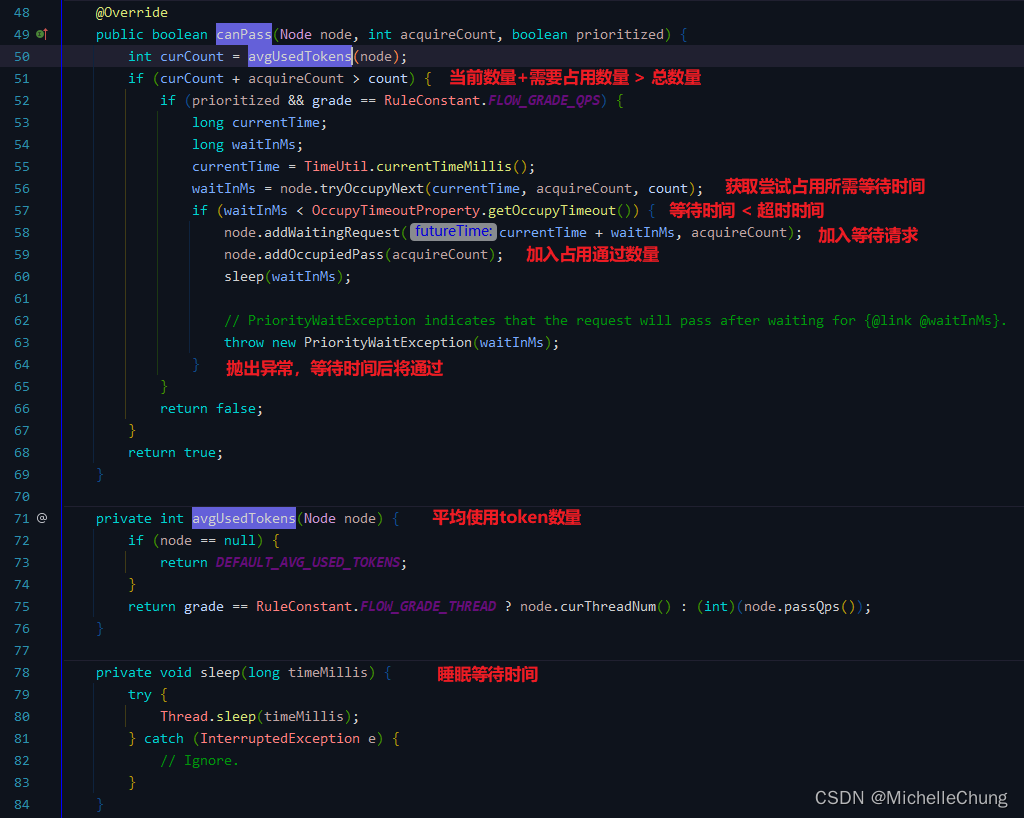 48 @Override
49 public boolean canPass(Node node, int acquireCount, boolean prioritized) {
50 int curCount = avgUsedTokens(node);
51 if (curCount + acquireCount > count) { 当前数量+需要占用数量 > 总数量
52 if (prioritized && grade == RuleConstant.FLOW_GRADE_QPS) {
53 long currentTime;
54 long waitInMs;
55 currentTime = TimeUtil.currentTimeMillis();
56 waitInMs = node.tryOccupyNext(currentTime, acquireCount, count); 获取尝试占用所需等待时间
57 if (waitInMs < OccupyTimeoutProperty.getOccupyTimeout()) { 等待时间 < 超时时间
58 node.addWaitingRequest( futureTime: currentTime + waitInMs, acquireCount); 加入等待请求
59 node.addOccupiedPass(acquireCount); 加入占用通过数量
60 sleep(waitInMs);
61
62 // PriorityWaitException indicates that the request will pass after waiting for {@link @waitInMs}.
63 throw new PriorityWaitException(waitInMs);
64 } 抛出异常，等待时间后将通过
65 }
66 return false;
67 }
68 return true;
69 }
70
71 @ private int avgUsedTokens(Node node) { 平均使用token数量
72 if (node == null) {
73 return DEFAULT_AVG_USED_TOKENS;
74 }
75 return grade == RuleConstant.FLOW_GRADE_THREAD ? node.curThreadNum() : (int)(node.passQps());
76 }
77
78 private void sleep(long timeMillis) { 睡眠等待时间
79 try {
80 Thread.sleep(timeMillis);
81 } catch (InterruptedException e) {
82 // Ignore.
83 }
84 }
CSDN @MichelleChung